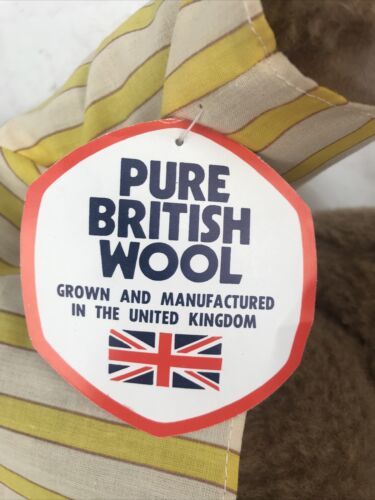 PURE
BRITISH
WOOL
GROWN AND MANUFACTURED
IN THE UNITED KINGDOM